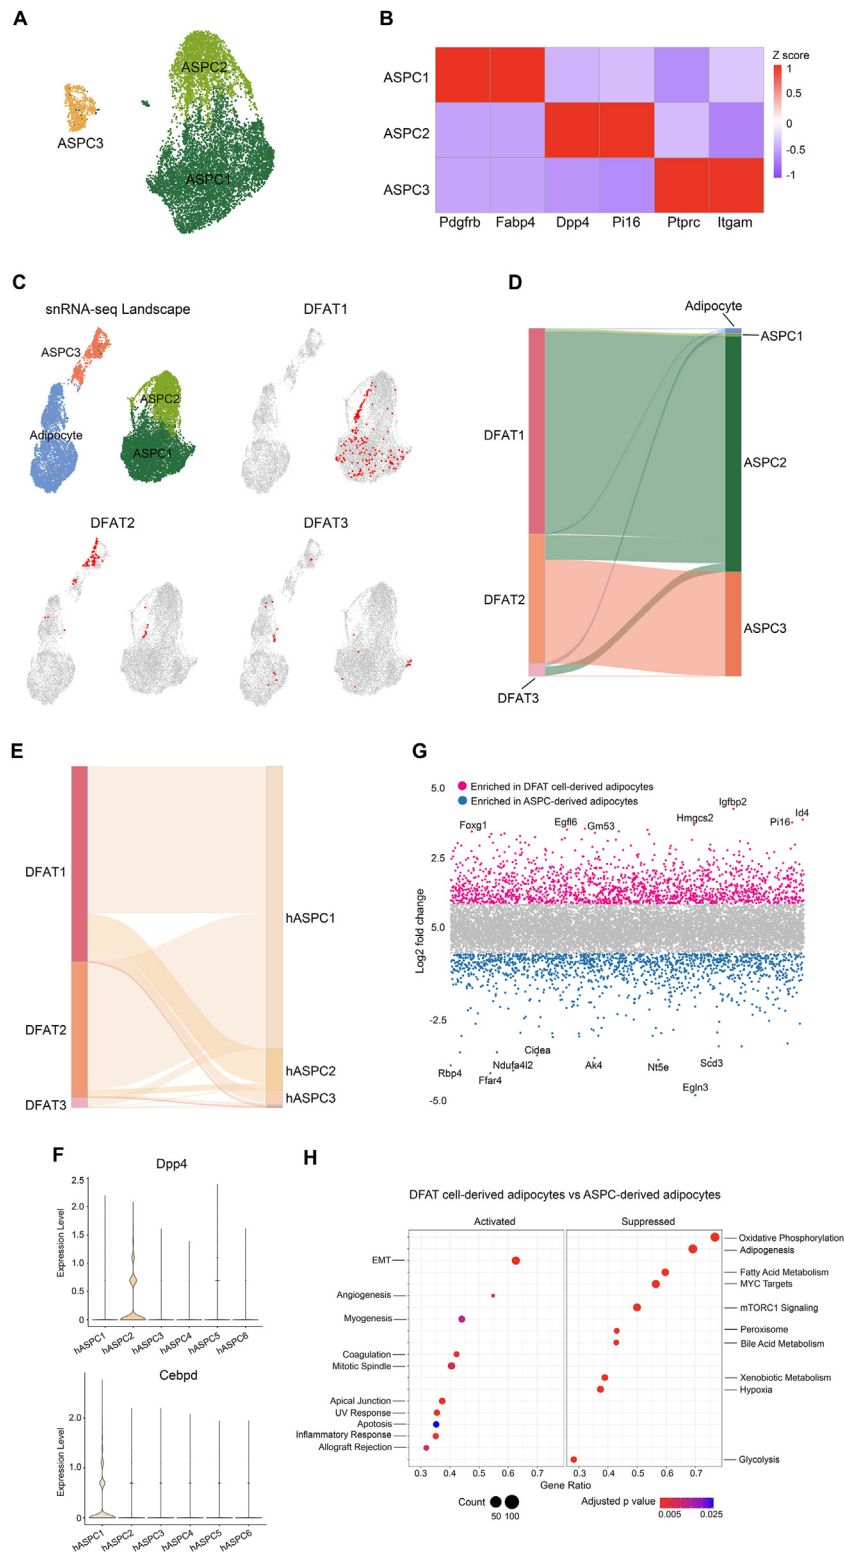 A
ASPC2
ASPC3
ASPC1
B
ASPC1
ASPC2
ASPC3
Pdgfrb Fabp4 Dpp4 Pi16 Ptprc Itgam
Z score
1
0.5
0
-0.5
-1
C
snRNA-seq Landscape
ASPC3
ASPC2
Adipocyte
ASPC1
DFAT1
DFAT2
DFAT3
D
Adipocyte
ASPC1
DFAT1
ASPC2
DFAT2
ASPC3
DFAT3
E
DFAT1
hASPC1
DFAT2
hASPC2
hASPC3
DFAT3
G
Enriched in DFAT cell-derived adipocytes
Enriched in ASPC-derived adipocytes
5.0
2.5
5.0
-2.5
-5.0
Log2 fold change
Foxg1
Egfl6
Gm53
Hmgcs2
Igfbp2
Pi16
Id4
Rbp4
Ffar4
Ndufa4l2
Cidea
Ak4
Nt5e
Scd3
Egln3
F
Dpp4
Expression Level
2.5
2.0
1.5
1.0
0.5
0
hASPC1 hASPC2 hASPC3 hASPC4 hASPC5 hASPC6
Cebpd
Expression Level
2.0
1.0
0
hASPC1 hASPC2 hASPC3 hASPC4 hASPC5 hASPC6
H
DFAT cell-derived adipocytes vs ASPC-derived adipocytes
Activated
Suppressed
EMT
Angiogenesis
Myogenesis
Coagulation
Mitotic Spindle
Apical Junction
UV Response
Apotosis
Inflammatory Response
Allograft Rejection
Oxidative Phosphorylation
Adipogenesis
Fatty Acid Metabolism
MYC Targets
mTORC1 Signaling
Peroxisome
Bile Acid Metabolism
Xenobiotic Metabolism
Hypoxia
Glycolysis
0.3 0.4 0.5 0.6 0.7 0.3 0.4 0.5 0.6 0.7
Gene Ratio
Count
50 100
Adjusted p value
0.005 0.025